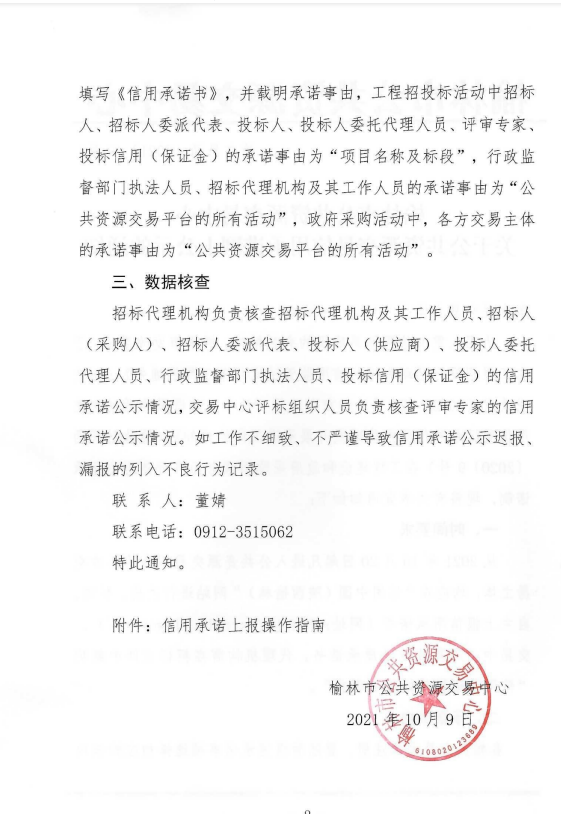 填写《信用承诺书》，并载明承诺事由，工程招投标活动中招标
人、招标人委派代表、投标人、投标人委托代理人员、评审专家、
投标信用（保证金）的承诺事由为“项目名称及标段”，行政监
督部门执法人员、招标代理机构及其工作人员的承诺事由为“公
共资源交易平台的所有活动”，政府采购活动中，各方交易主体
的承诺事由为“公共资源交易平台的所有活动”。
三、数据核查
招标代理机构负责核查招标代理机构及其工作人员、招标人
（采购人）、招标人委派代表、投标人（供应商）、投标人委托
代理人员、行政监督部门执法人员、投标信用（保证金）的信用
承诺公示情况，交易中心评标组织人员负责核查评审专家的信用
承诺公示情况。如工作不细致、不严谨导致信用承诺公示迟报、
漏报的列入不良行为记录。
联 系 人：董婧
联系电话：0912-3515062
特此通知。
附件：信用承诺上报操作指南
榆林市公共资源交易中心
2021年10月9日
榆林市公共资源交易中心
6108020123689